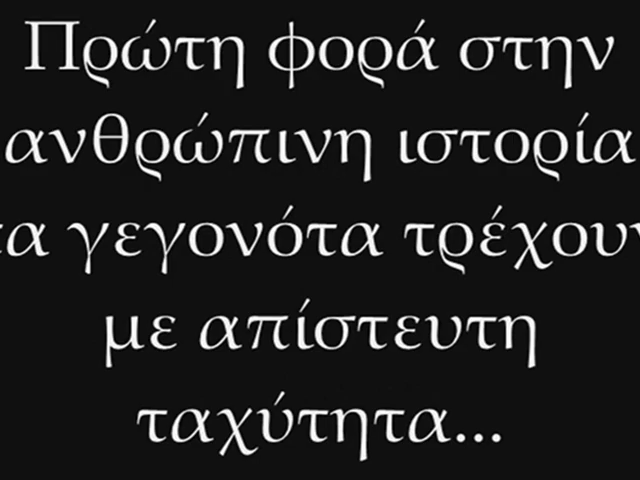 Πρώτη φορά στην
ανθρώπινη ιστορία
τα γεγονότα τρέχουν
με απίστευτη
ταχύτητα...